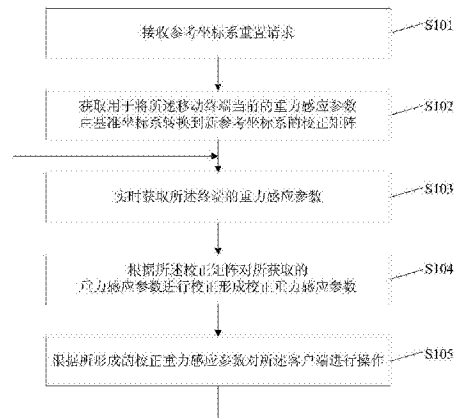 接收参考坐标系重置请求
S101
获取用于将所述移动终端当前的重力感应参数
由基准坐标系转换到新参考坐标系的校正矩阵
S102
实时获取所述终端的重力感应参数
S103
根据所述校正矩阵对所获取的
重力感应参数进行校正形成校正重力感应参数
S104
根据所形成的校正重力感应参数对所述客户端进行操作
S105